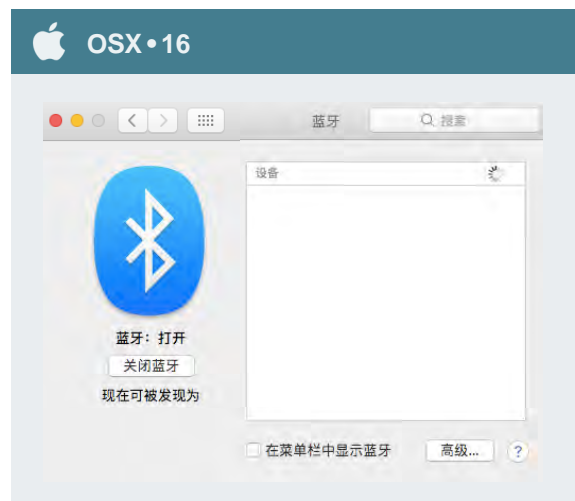 OSX•16
蓝牙
搜索
设备
蓝牙：打开
关闭蓝牙
现在可被发现为
在菜单栏中显示蓝牙
高级...
?